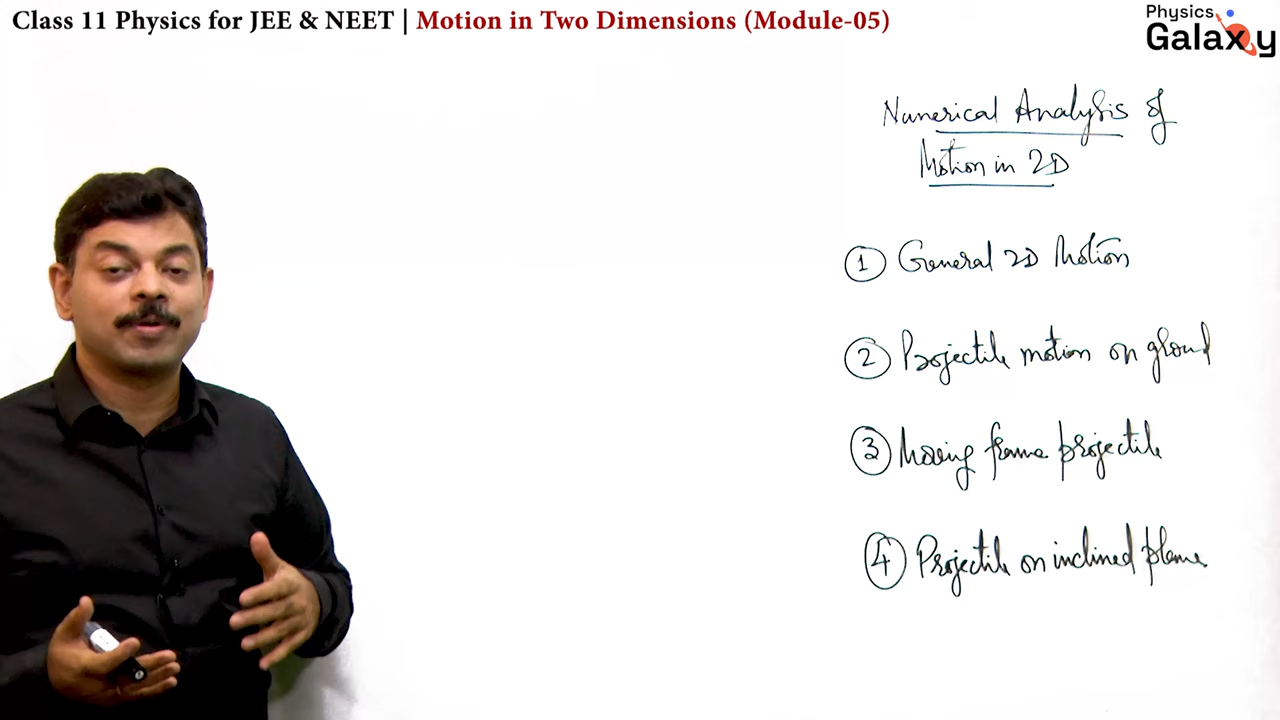 Class 11 Physics for JEE & NEET | Motion in Two Dimensions (Module-05)
Physics
Galaxy
Numerical Analysis of
Motion in 2D
1 General 2D Motion
2 Projectile motion on ground
3 Moving frame projectile
4 Projectile on inclined plane